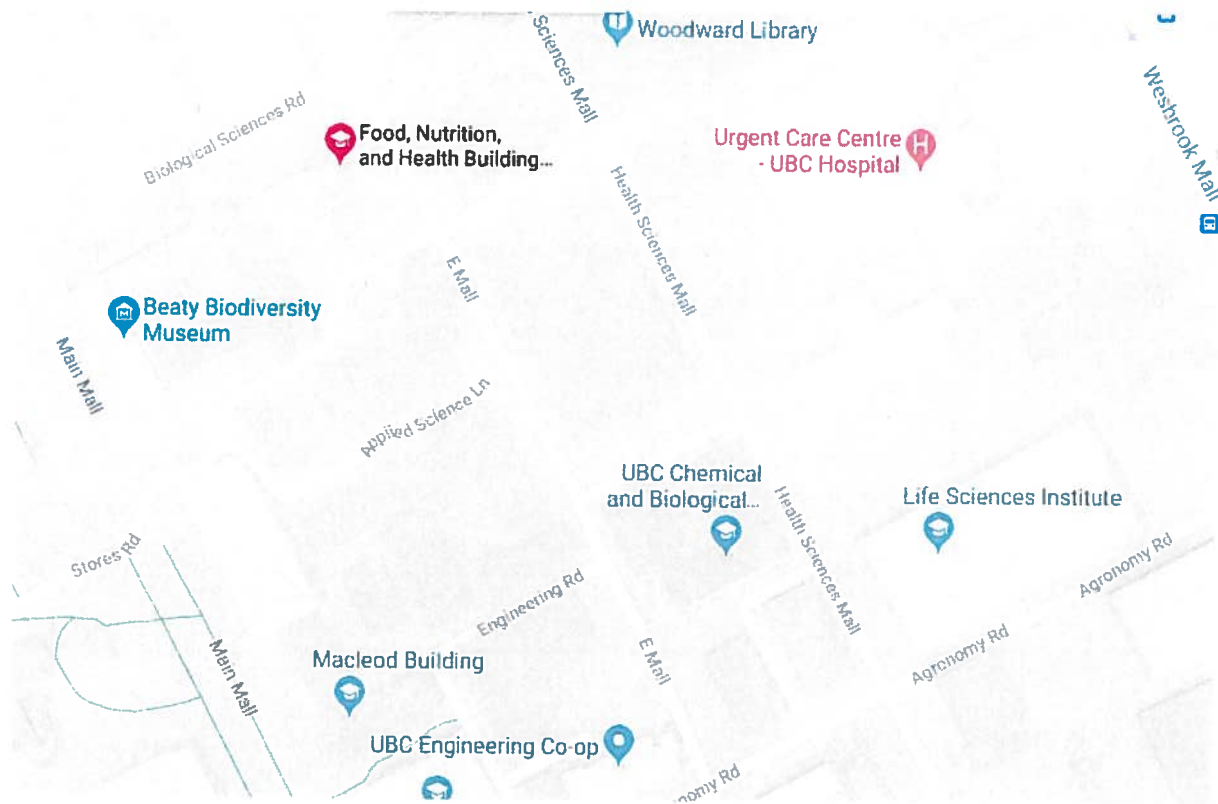 Woodward Library
Sciences Mall
Wesbrook Mall
Biological Sciences Rd
Food, Nutrition,
and Health Building...
Urgent Care Centre
- UBC Hospital
H
Health Sciences Mall
E Mall
Beaty Biodiversity
Museum
M
Main Mall
Applied Science Ln
UBC Chemical
and Biological...
Health Sciences Mall
Life Sciences Institute
Stores Rd
Engineering Rd
Agronomy Rd
Agronomy Rd
E Mall
Main Mall
Macleod Building
UBC Engineering Co-op
nomy Rd